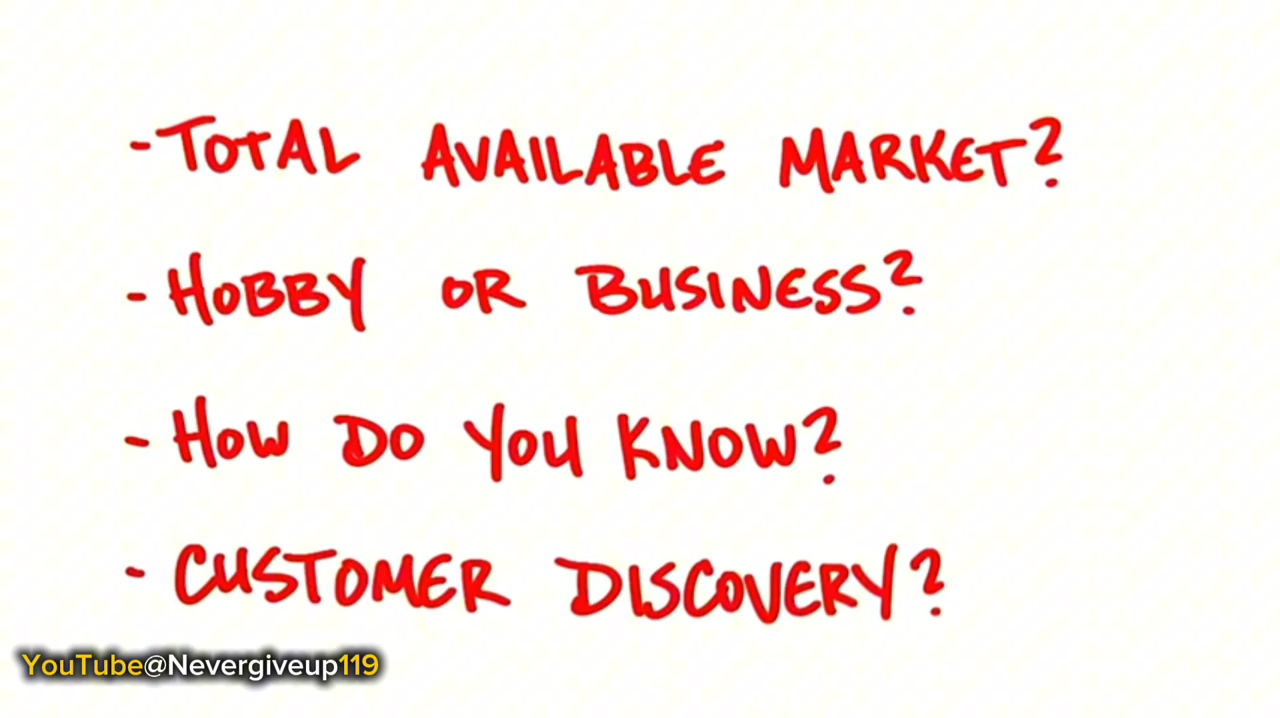 - TOTAL AVAILABLE MARKET?
- HOBBY OR BUSINESS?
- HOW DO YOU KNOW?
- CUSTOMER DISCOVERY?
YouTube@Nevergiveup119